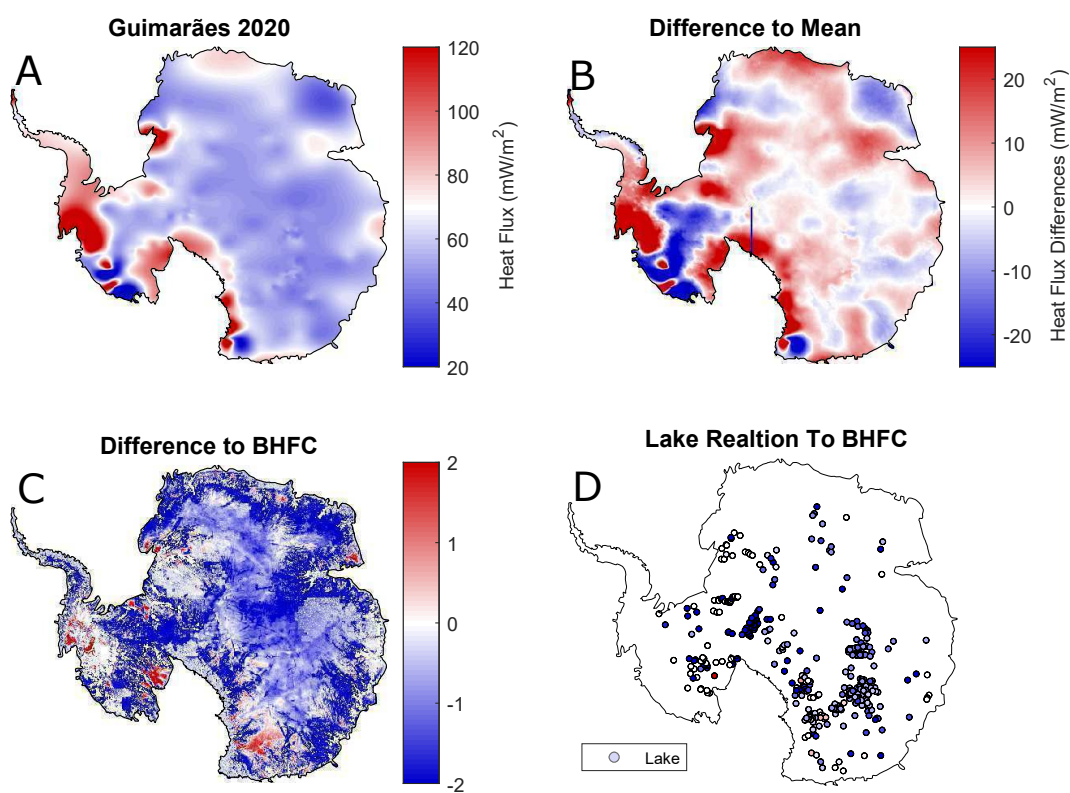 Guimarães 2020
A
120
100
80
60
40
20
Heat Flux (mW/m²)
Difference to Mean
B
20
10
0
-10
-20
Heat Flux Differences (mW/m²)
Difference to BHFC
C
2
1
0
-1
-2
Lake Realtion To BHFC
D
Lake